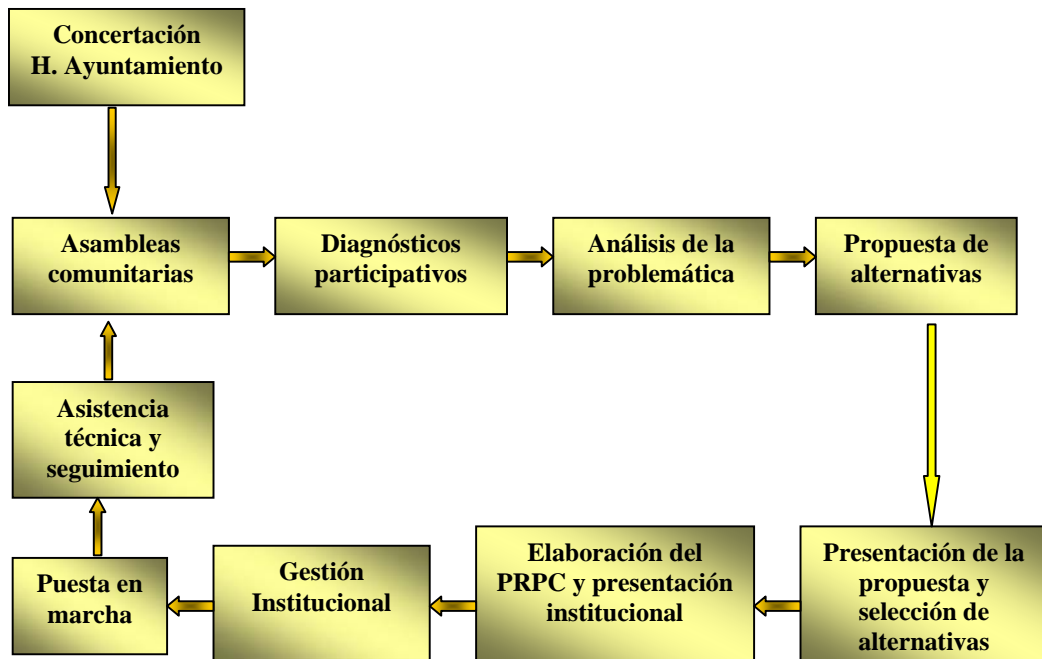 Concertación
H. Ayuntamiento
Asambleas
comunitarias
Diagnósticos
participativos
Análisis de la
problemática
Propuesta de
alternativas
Presentación de la
propuesta y
selección de
alternativas
Elaboración del
PRPC y presentación
institucional
Gestión
Institucional
Puesta en
marcha
Asistencia
técnica y
seguimiento